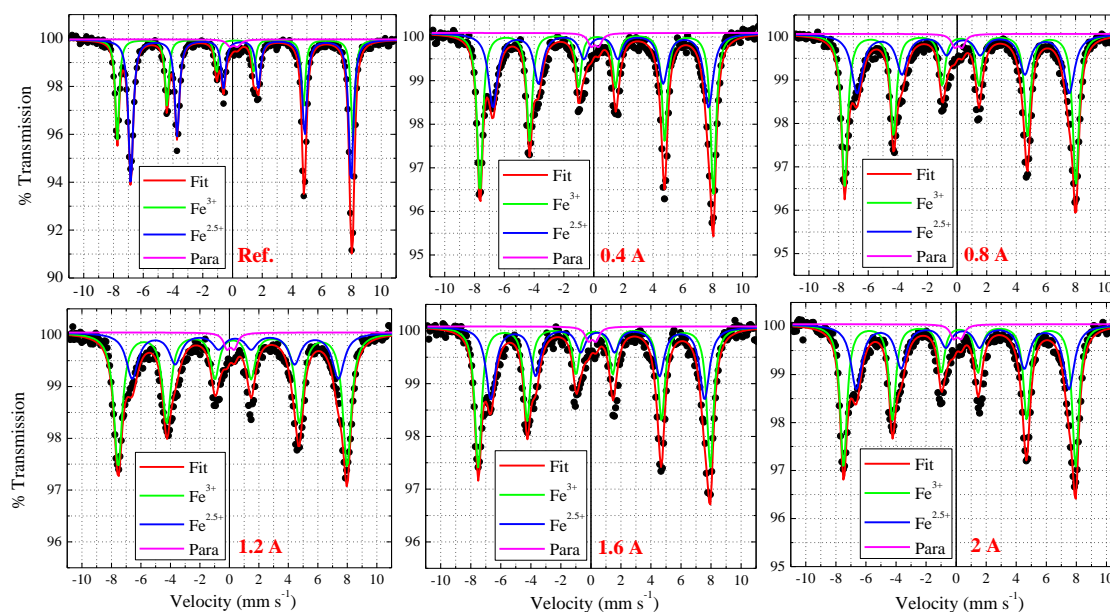 % Transmission
100
98
96
94
92
91
90
Fit
Fe3+
Fe2.5+
Para
Ref.
-10 -8 -6 -4 -2 0 2 4 6 8 10
100
99
98
97
96
95
Fit
Fe3+
Fe2.5+
Para
0.4 A
-10 -8 -6 -4 -2 0 2 4 6 8 10
100
99
98
97
96
95
Fit
Fe3+
Fe2.5+
Para
0.8 A
-10 -8 -6 -4 -2 0 2 4 6 8 10
% Transmission
100
99
98
97
96
Fit
Fe3+
Fe2.5+
Para
1.2 A
-10 -8 -6 -4 -2 0 2 4 6 8 10
Velocity (mm s-1)
100
99
98
97
96
Fit
Fe3+
Fe2.5+
Para
1.6 A
-10 -8 -6 -4 -2 0 2 4 6 8 10
Velocity (mm s-1)
100
99
98
97
96
95
Fit
Fe3+
Fe2.5+
Para
2 A
-10 -8 -6 -4 -2 0 2 4 6 8 10
Velocity (mm s-1)